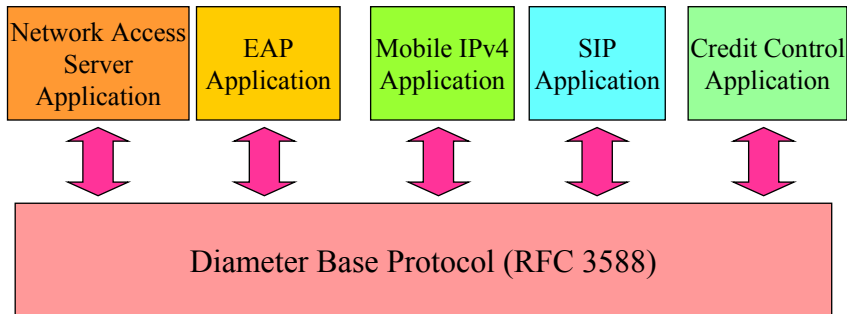 Network Access
Server
Application
EAP
Application
Mobile IPv4
Application
SIP
Application
Credit Control
Application
Diameter Base Protocol (RFC 3588)